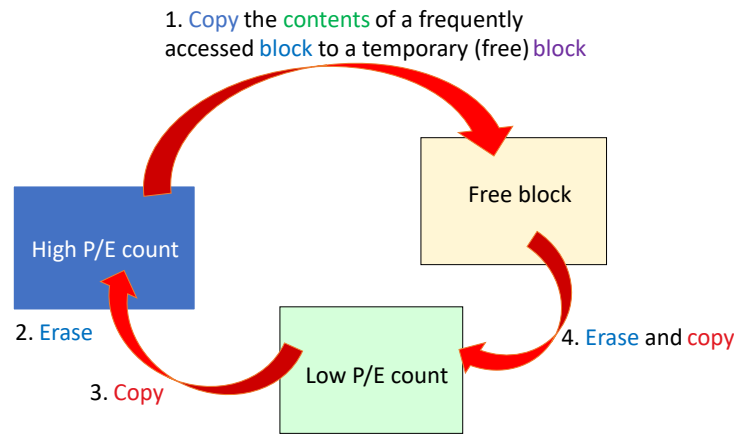 1. Copy the contents of a frequently
accessed block to a temporary (free) block
Free block
High P/E count
2. Erase
4. Erase and copy
Low P/E count
3. Copy